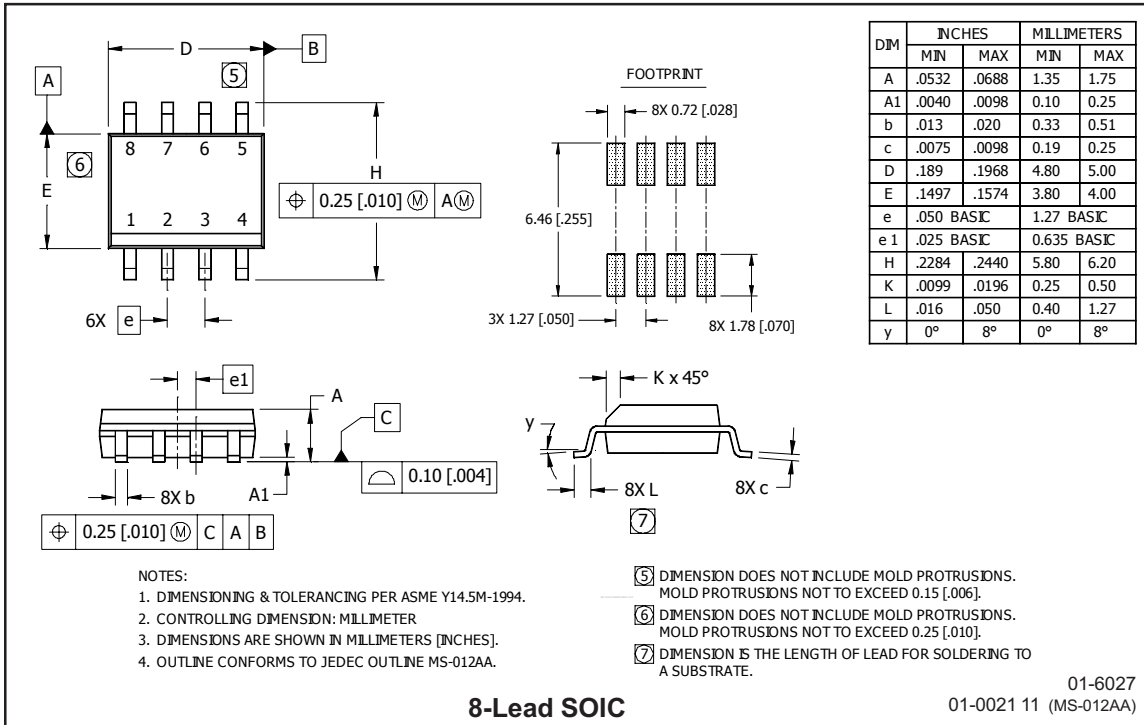 D
B
5
A
8 7 6 5
6
E
H
⌖ 0.25 [.010] Ⓜ AⓂ
1 2 3 4
6X e
FOOTPRINT
8X 0.72 [.028]
6.46 [.255]
3X 1.27 [.050]
8X 1.78 [.070]
DIM INCHES MILLIMETERS
MIN MAX MIN MAX
A .0532 .0688 1.35 1.75
A1 .0040 .0098 0.10 0.25
b .013 .020 0.33 0.51
c .0075 .0098 0.19 0.25
D .189 .1968 4.80 5.00
E .1497 .1574 3.80 4.00
e .050 BASIC 1.27 BASIC
e 1 .025 BASIC 0.635 BASIC
H .2284 .2440 5.80 6.20
K .0099 .0196 0.25 0.50
L .016 .050 0.40 1.27
y 0° 8° 0° 8°
e1
A
C
⌓ 0.10 [.004]
8X b
A1
⌖ 0.25 [.010] Ⓜ C A B
K x 45°
y
8X L
8X c
7
NOTES:
1. DIMENSIONING & TOLERANCING PER ASME Y14.5M-1994.
2. CONTROLLING DIMENSION: MILLIMETER
3. DIMENSIONS ARE SHOWN IN MILLIMETERS [INCHES].
4. OUTLINE CONFORMS TO JEDEC OUTLINE MS-012AA.
5 DIMENSION DOES NOT INCLUDE MOLD PROTRUSIONS.
MOLD PROTRUSIONS NOT TO EXCEED 0.15 [.006].
6 DIMENSION DOES NOT INCLUDE MOLD PROTRUSIONS.
MOLD PROTRUSIONS NOT TO EXCEED 0.25 [.010].
7 DIMENSION IS THE LENGTH OF LEAD FOR SOLDERING TO
A SUBSTRATE.
8-Lead SOIC
01-6027
01-0021 11 (MS-012AA)